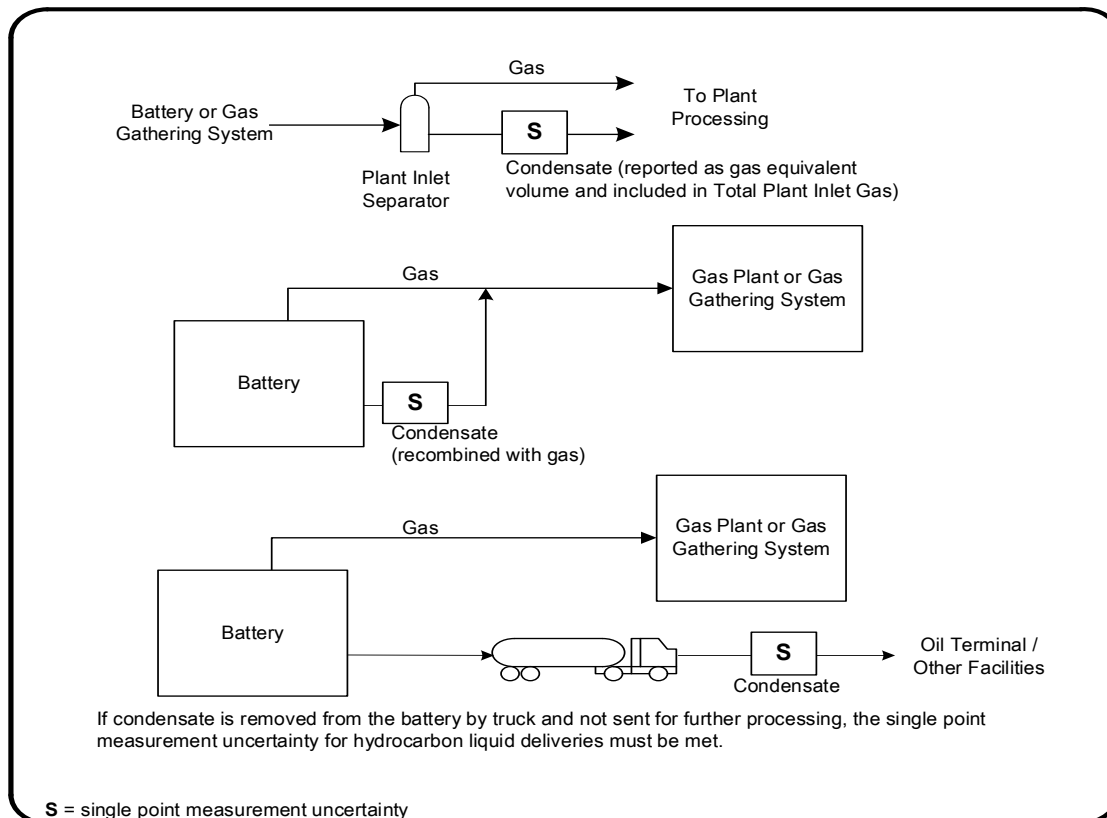 Gas
Battery or Gas
Gathering System
S
To Plant
Processing
Plant Inlet
Separator
Condensate (reported as gas equivalent
volume and included in Total Plant Inlet Gas)
Gas
Gas Plant or Gas
Gathering System
Battery
S
Condensate
(recombined with gas)
Gas
Gas Plant or Gas
Gathering System
Battery
S
Oil Terminal /
Other Facilities
Condensate
If condensate is removed from the battery by truck and not sent for further processing, the single point
measurement uncertainty for hydrocarbon liquid deliveries must be met.
S = single point measurement uncertainty